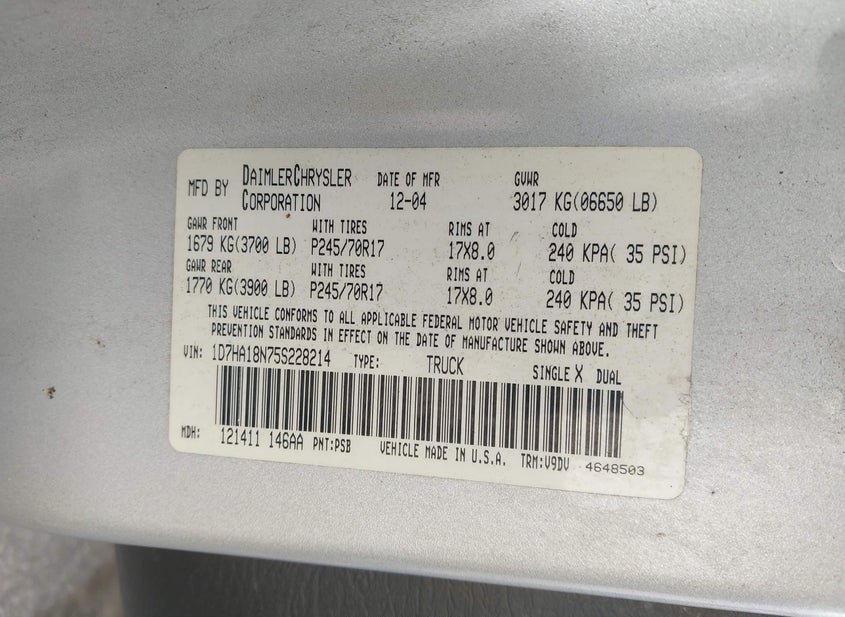 MFD BY DAIMLERCHRYSLER CORPORATION DATE OF MFR 12-04 GVWR 3017 KG(06650 LB)
GAWR FRONT WITH TIRES RIMS AT COLD
1679 KG(3700 LB) P245/70R17 17X8.0 240 KPA( 35 PSI)
GAWR REAR WITH TIRES RIMS AT COLD
1770 KG(3900 LB) P245/70R17 17X8.0 240 KPA( 35 PSI)
THIS VEHICLE CONFORMS TO ALL APPLICABLE FEDERAL MOTOR VEHICLE SAFETY AND THEFT
PREVENTION STANDARDS IN EFFECT ON THE DATE OF MANUFACTURE SHOWN ABOVE.
VIN: 1D7HA18N75S228214 TYPE: TRUCK SINGLE X DUAL
MDH: 121411 146AA PNT:PSB VEHICLE MADE IN U.S.A. TRM:V9DV 4648503